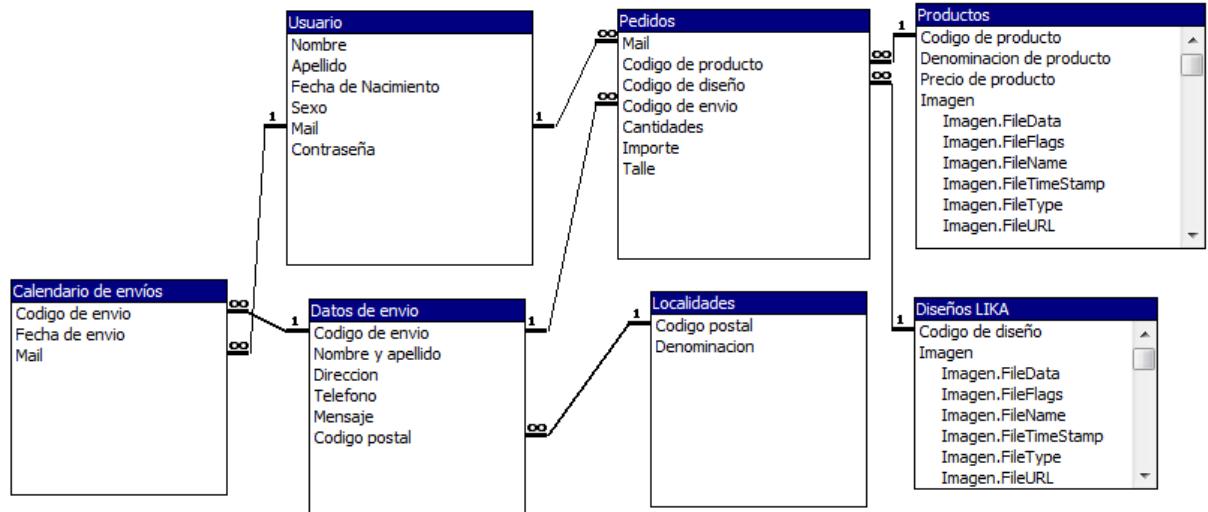 Usuario
Nombre
Apellido
Fecha de Nacimiento
Sexo
Mail
Contraseña
Pedidos
Mail
Codigo de producto
Codigo de diseño
Codigo de envio
Cantidades
Importe
Talle
Productos
Codigo de producto
Denominacion de producto
Precio de producto
Imagen
Imagen.FileData
Imagen.FileFlags
Imagen.FileName
Imagen.FileTimeStamp
Imagen.FileType
Imagen.FileURL
Calendario de envíos
Codigo de envio
Fecha de envio
Mail
Datos de envio
Codigo de envio
Nombre y apellido
Direccion
Telefono
Mensaje
Codigo postal
Localidades
Codigo postal
Denominacion
Diseños LIKA
Codigo de diseño
Imagen
Imagen.FileData
Imagen.FileFlags
Imagen.FileName
Imagen.FileTimeStamp
Imagen.FileType
Imagen.FileURL
1
∞
1
∞
1
∞
∞
1
∞
1
∞
1
∞
1